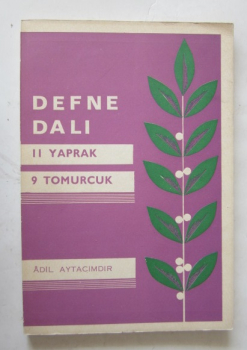 DEFNE
DALI
11 YAPRAK
9 TOMURCUK
ÂDİL AYTACIMDIR